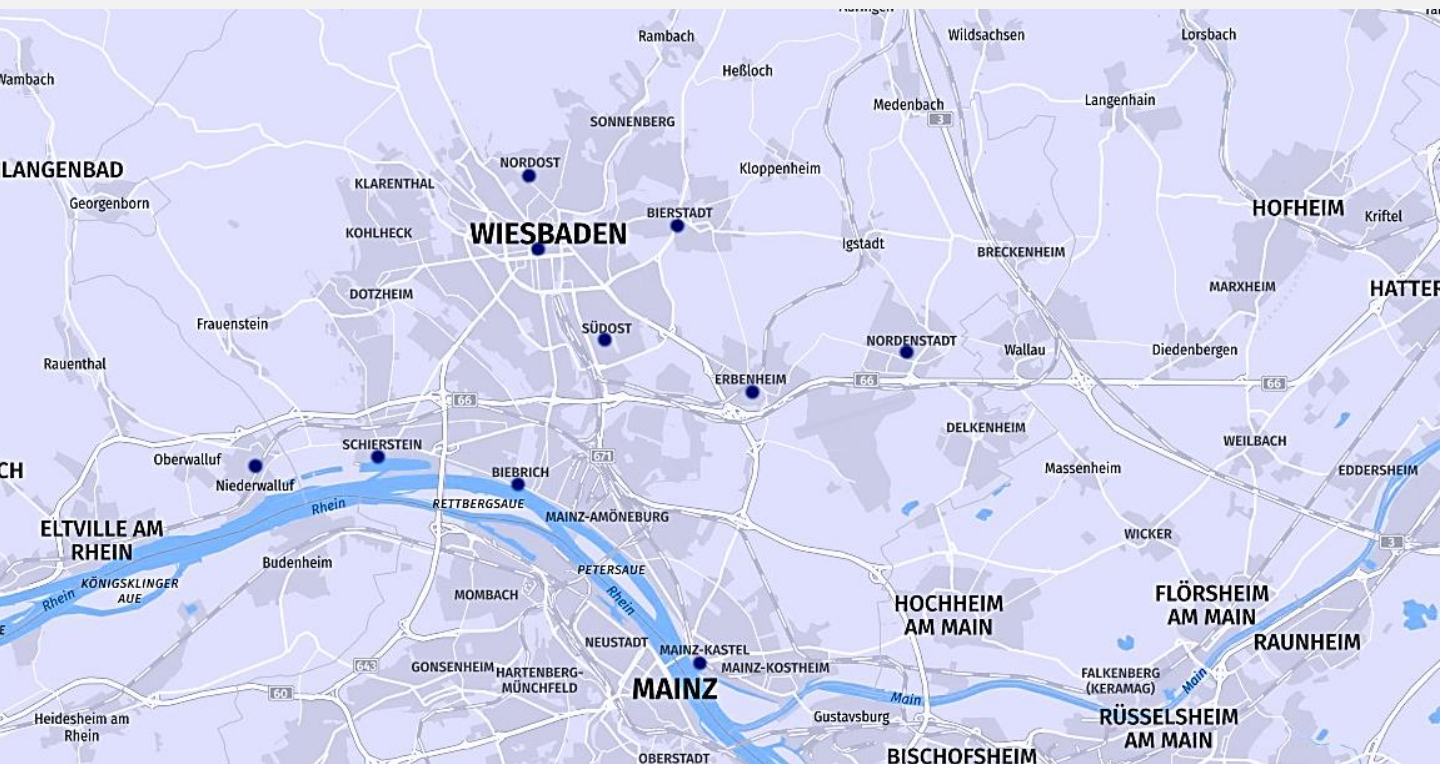 Rambach
Wildsachsen
Lorsbach
Wambach
Heßloch
Medenbach
Langenhain
3
SONNENBERG
NORDOST
KLARENTHAL
Kloppenheim
LANGENBAD
Georgenborn
BIERSTADT
HOFHEIM
Kriftel
KOHLHECK
WIESBADEN
Igstadt
BRECKENHEIM
DOTZHEIM
MARXHEIM
HATTER
Frauenstein
SÜDOST
NORDENSTADT
Wallau
Diedenbergen
Rauenthal
ERBENHEIM
66
66
66
DELKENHEIM
SCHIERSTEIN
WEILBACH
Oberwalluf
671
Massenheim
EDDERSHEIM
CH
BIEBRICH
Niederwalluf
Rhein
RETTBERGSAUE
MAINZ-AMÖNEBURG
ELTVILLE AM
RHEIN
WICKER
3
Budenheim
PETERSAUE
KÖNIGSKLINGER
AUE
Rhein
MOMBACH
Rhein
HOCHHEIM
AM MAIN
FLÖRSHEIM
AM MAIN
E
NEUSTADT
MAINZ-KASTEL
RAUNHEIM
643
GONSENHEIM
HARTENBERG-
MÜNCHFELD
MAINZ-KOSTHEIM
FALKENBERG
(KERAMAG)
Main
60
MAINZ
Main
Heidesheim am
Rhein
Gustavsburg
RÜSSELSHEIM
AM MAIN
OBERSTADT
BISCHOFSHEIM